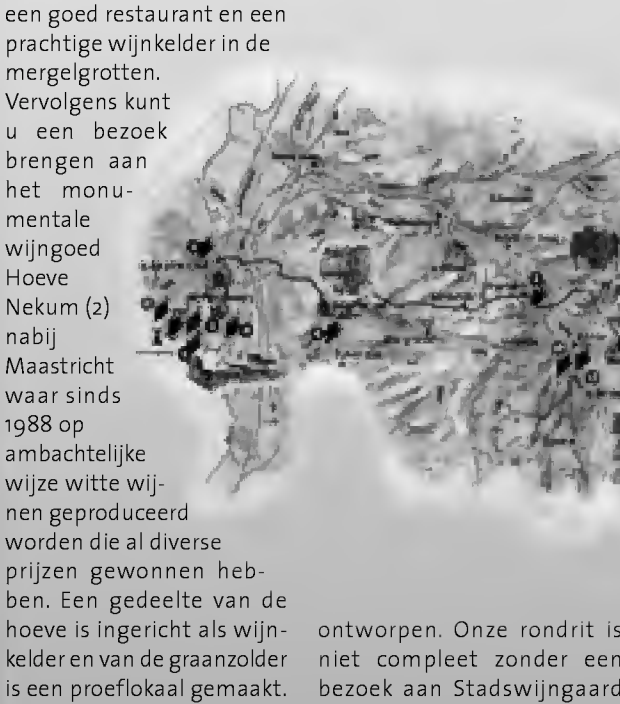 een goed restaurant en een
prachtige wijnkelder in de
mergelgrotten.
Vervolgens kunt
u een bezoek
brengen aan
het monu-
mentale
wijngoed
Hoeve
Nekum (2)
nabij
Maastricht
waar sinds
1988 op
ambachtelijke
wijze witte wij-
nen geproduceerd
worden die al diverse
prijzen gewonnen heb-
ben. Een gedeelte van de
hoeve is ingericht als wijn-
kelder en van de graanzolder
is een proeflokaal gemaakt.
ontworpen. Onze rondrit is
niet compleet zonder een
bezoek aan Stadswijngaard